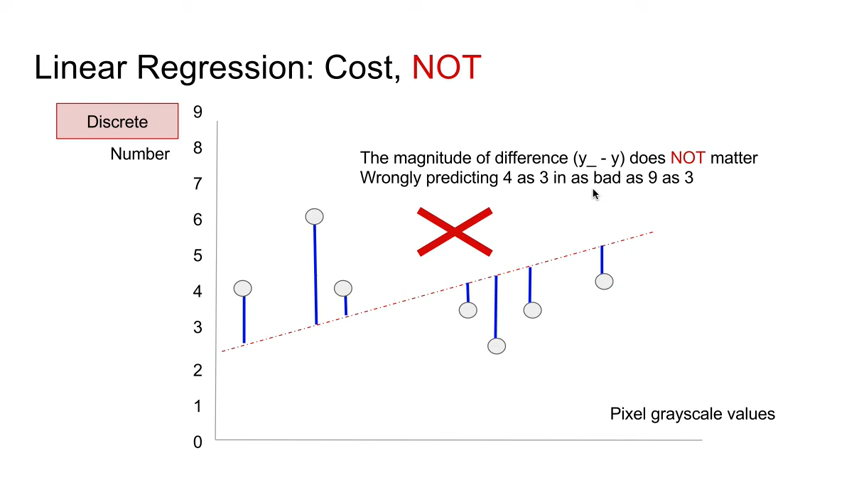 Linear Regression: Cost, NOT
Discrete
Number
The magnitude of difference (y_ - y) does NOT matter
Wrongly predicting 4 as 3 in as bad as 9 as 3
9
8
7
6
5
4
3
2
1
0
Pixel grayscale values